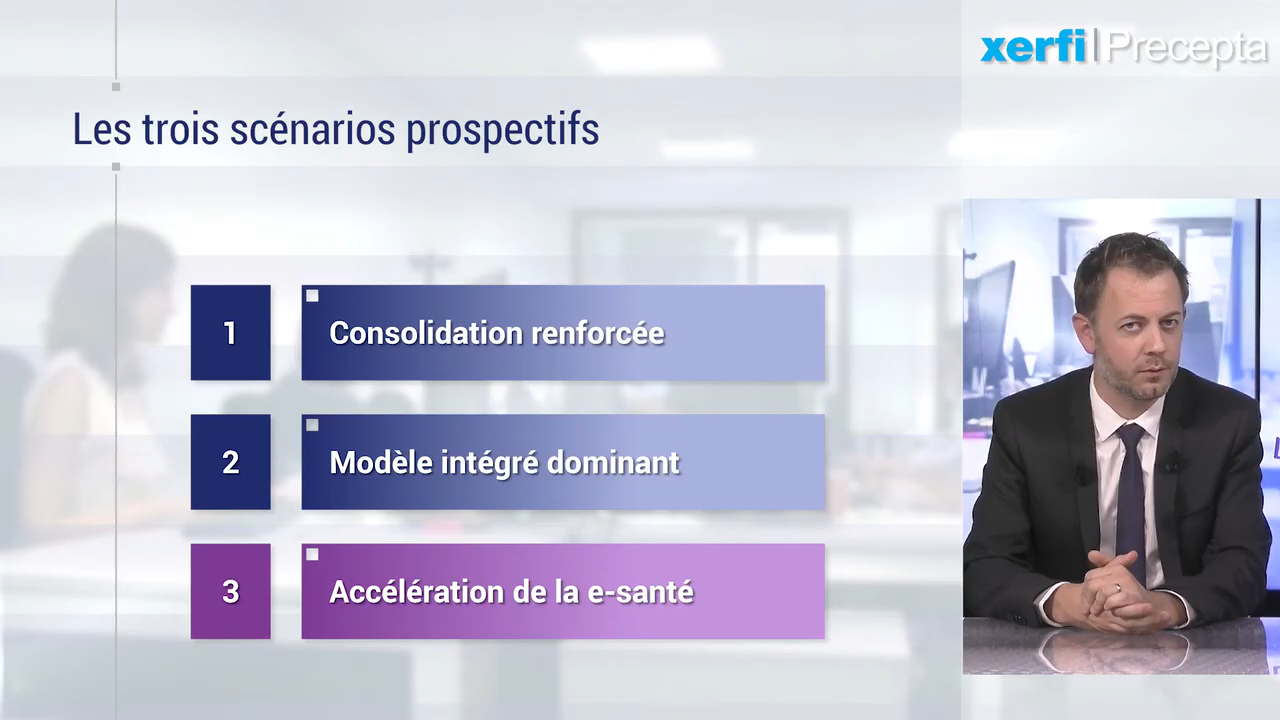 xerfi|Precepta
Les trois scénarios prospectifs
1
Consolidation renforcée
2
Modèle intégré dominant
3
Accélération de la e-santé